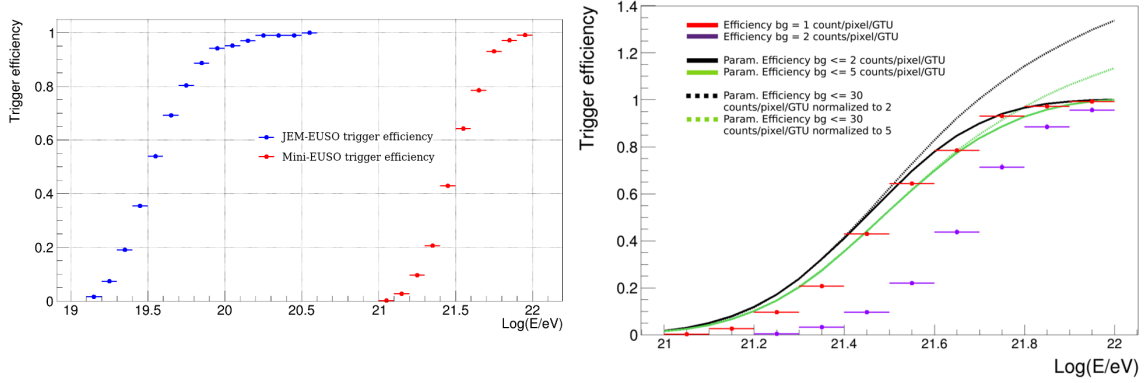 Trigger efficiency
1
0.8
0.6
0.4
0.2
0
JEM-EUSO trigger efficiency
Mini-EUSO trigger efficiency
19
19.5
20
20.5
21
21.5
22
Log(E/eV)
Trigger efficiency
1.4
1.2
1
0.8
0.6
0.4
0.2
0
Efficiency bg = 1 count/pixel/GTU
Efficiency bg = 2 counts/pixel/GTU
Param. Efficiency bg <= 2 counts/pixel/GTU
Param. Efficiency bg <= 5 counts/pixel/GTU
Param. Efficiency bg <= 30
counts/pixel/GTU normalized to 2
Param. Efficiency bg <= 30
counts/pixel/GTU normalized to 5
21
21.2
21.4
21.6
21.8
22
Log(E/eV)